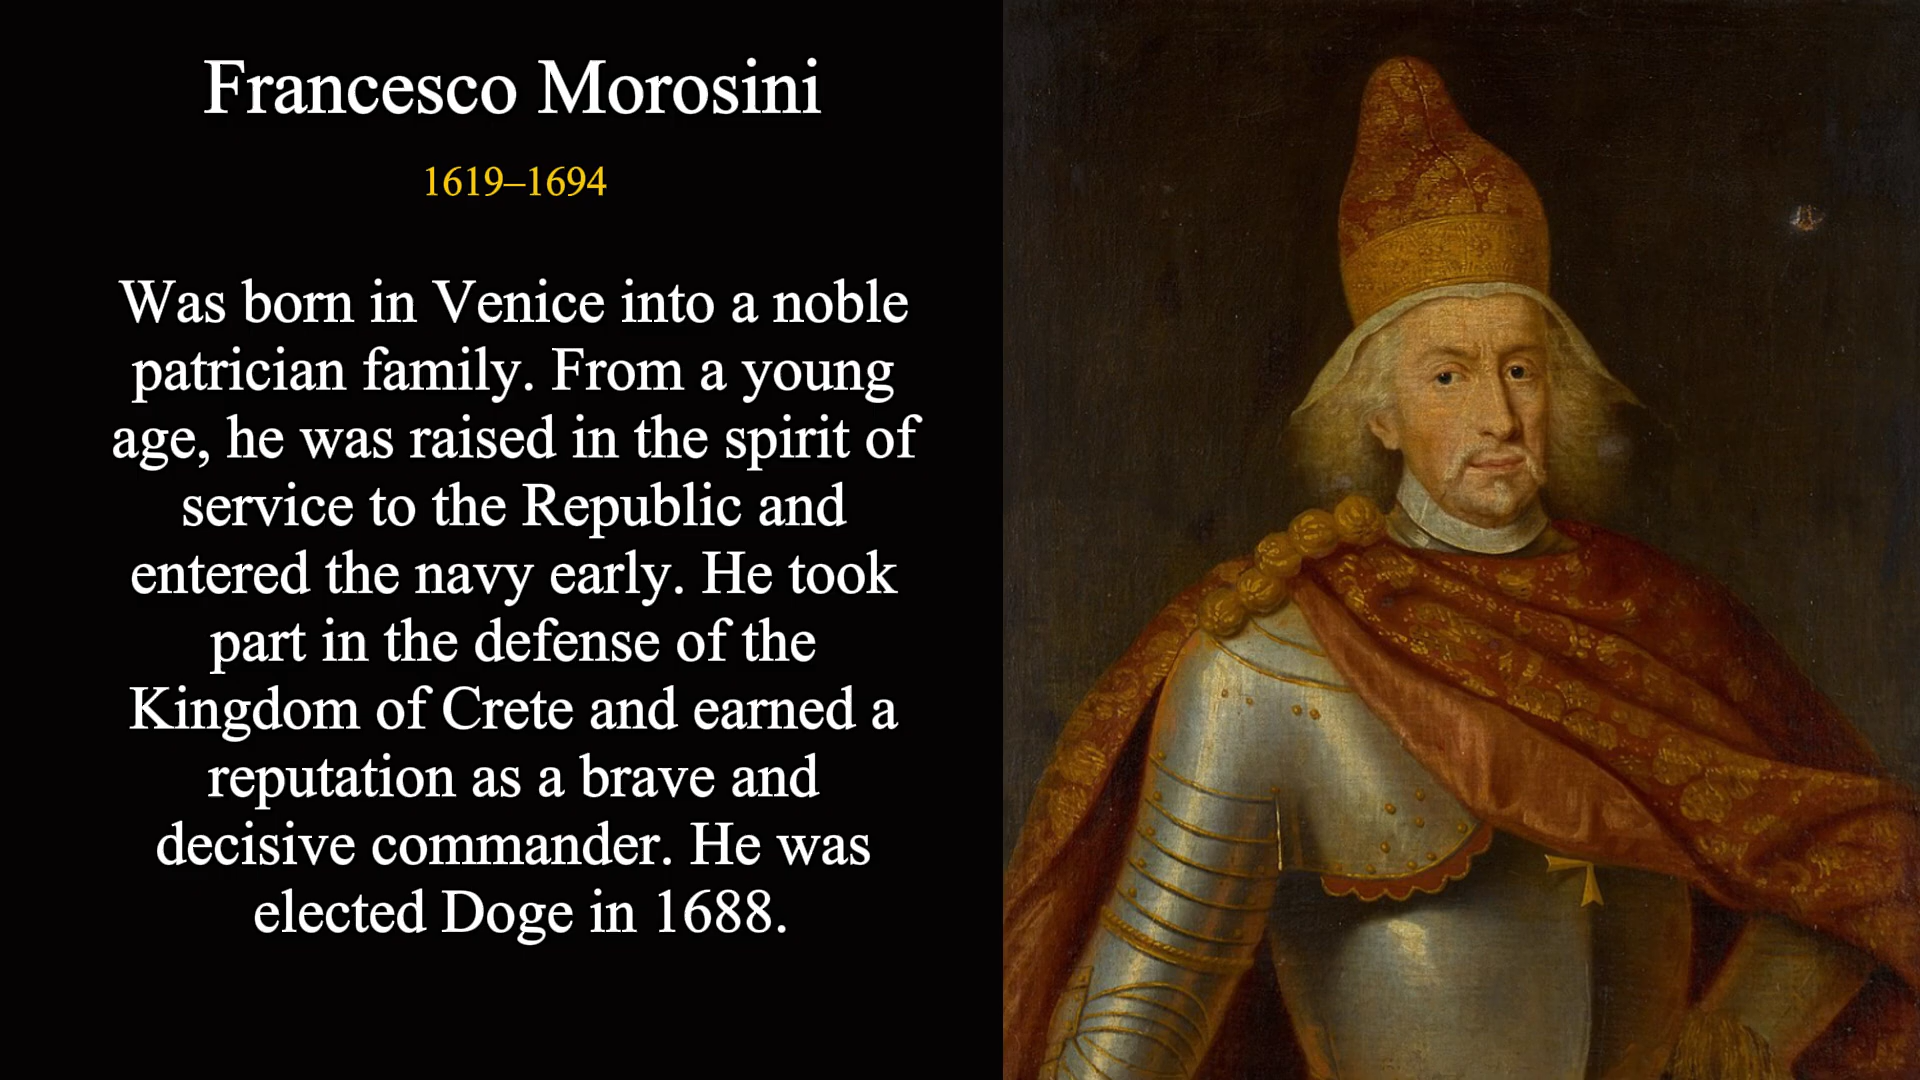 Francesco Morosini
1619–1694
Was born in Venice into a noble
patrician family. From a young
age, he was raised in the spirit of
service to the Republic and
entered the navy early. He took
part in the defense of the
Kingdom of Crete and earned a
reputation as a brave and
decisive commander. He was
elected Doge in 1688.